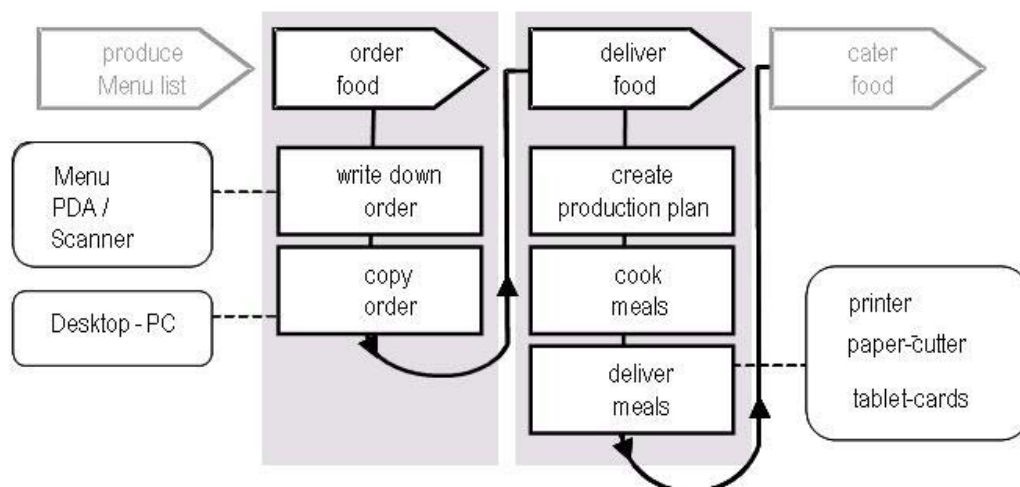 produce
Menu list
order
food
deliver
food
cater
food
Menu
PDA /
Scanner
write down
order
create
production plan
Desktop - PC
copy
order
cook
meals
deliver
meals
printer
paper-cutter
tablet-cards